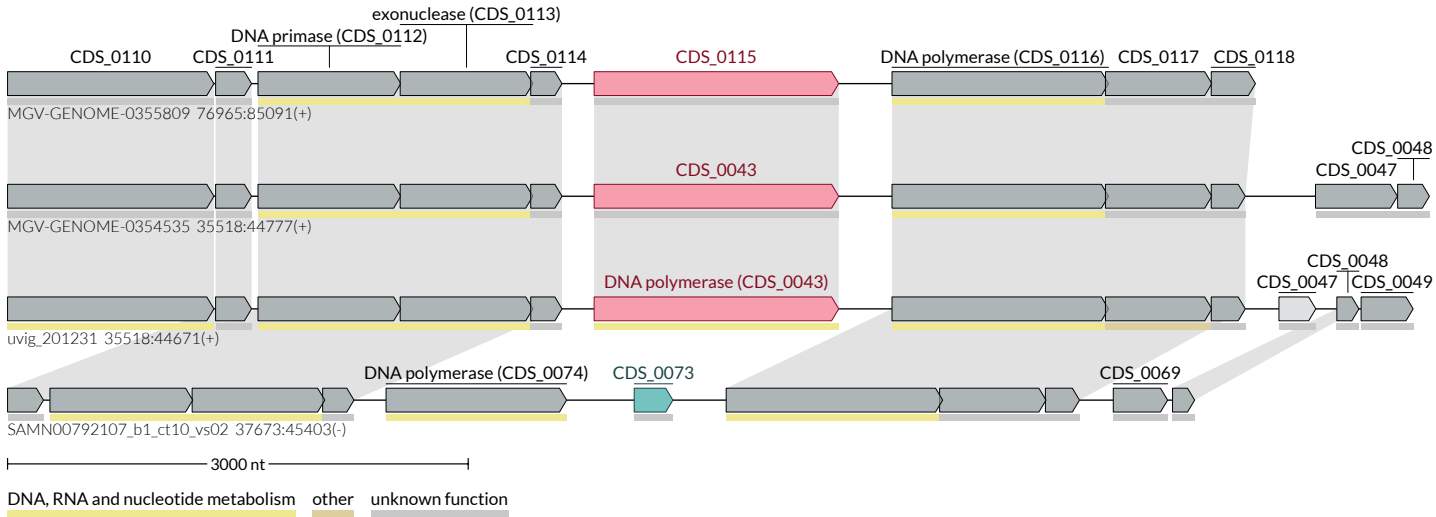 exonuclease (CDS_0113)
DNA primase (CDS_0112)
CDS_0110 CDS_0111 CDS_0114 CDS_0115 DNA polymerase (CDS_0116) CDS_0117 CDS_0118
MGV-GENOME-0355809 76965:85091(+)
CDS_0048
CDS_0043 CDS_0047
MGV-GENOME-0354535 35518:44777(+)
CDS_0048
DNA polymerase (CDS_0043) CDS_0047 CDS_0049
uvig_201231 35518:44671(+)
DNA polymerase (CDS_0074) CDS_0073 CDS_0069
SAMN00792107_b1_ct10_vs02 37673:45403(-)
3000 nt
DNA, RNA and nucleotide metabolism other unknown function